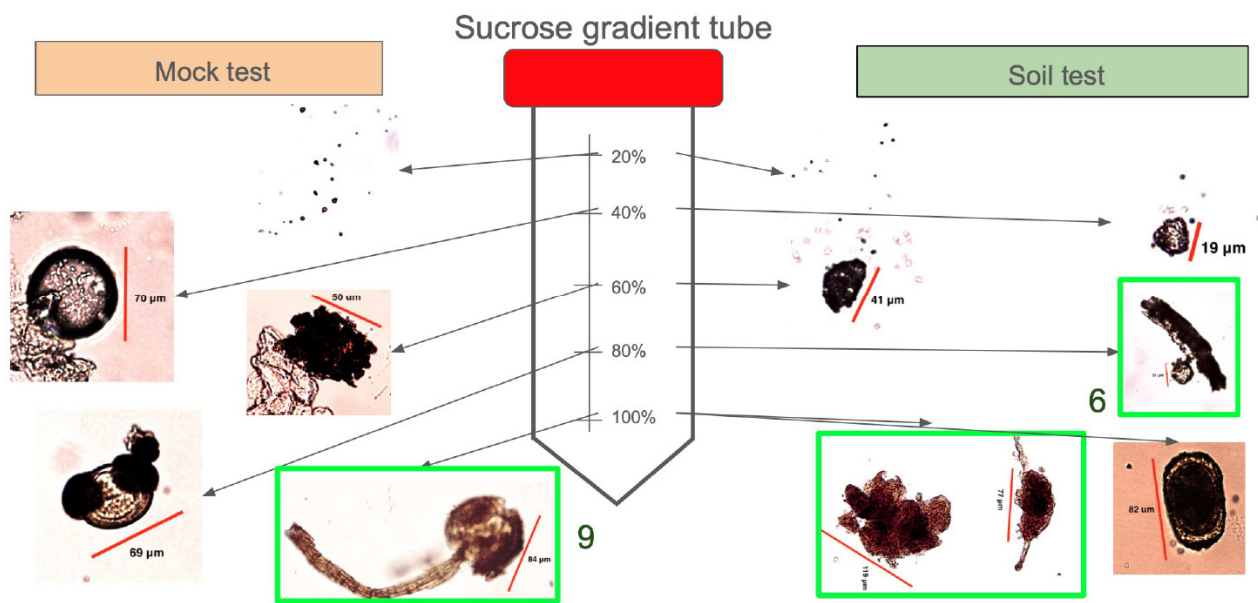 Sucrose gradient tube
Mock test
Soil test
20%
40%
60%
80%
100%
70 µm
50 um
69 µm
84 µm
9
19 µm
41 µm
6
119 µm
77 µm
82 um